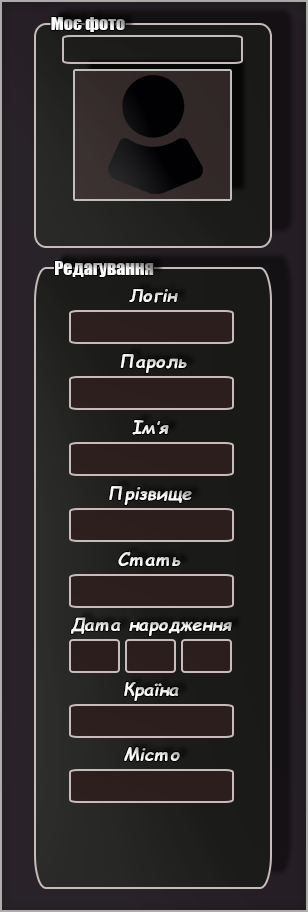 Моє фото
Редагування
Логін
Пароль
Ім'я
Прізвище
Стать
Дата народження
Країна
Місто